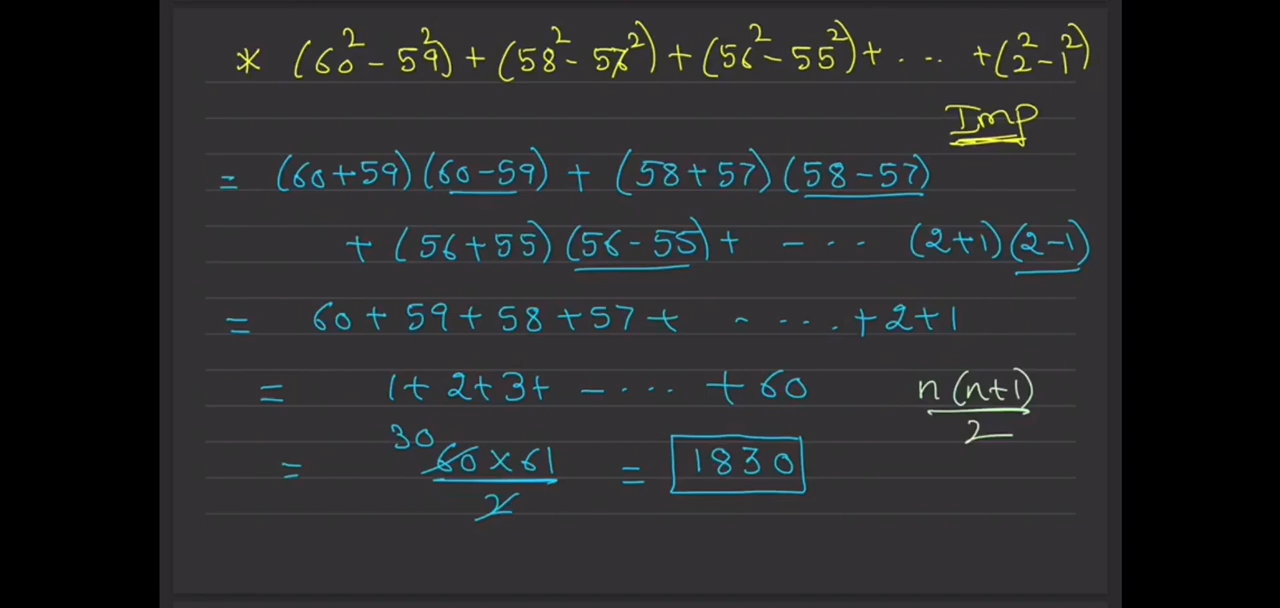 * (60² - 59²) + (58² - 57²) + (56² - 55²) + ... + (2² - 1²)
Imp
= (60+59)(60-59) + (58+57)(58-57)
+ (56+55)(56-55) + - ... (2+1)(2-1)
= 60 + 59 + 58 + 57 + - .... + 2 + 1
= 1 + 2 + 3 + - .... + 60
n(n+1)
2
30
= 60 × 61 = 1830
2